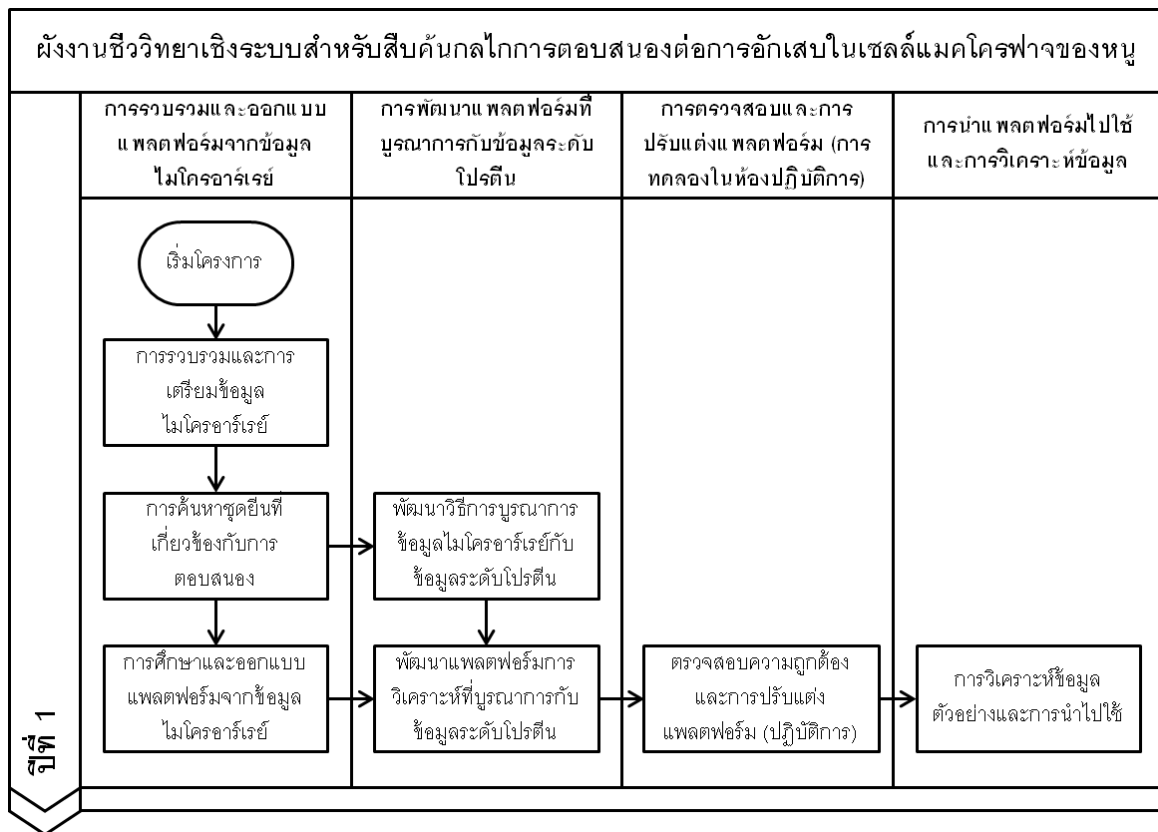 ผังงานชีววิทยาเชิงระบบสำหรับสืบค้นกลไกการตอบสนองต่อการอักเสบในเซลล์แมคโครฟาจของหนู
การรวบรวมและออกแบบ
แพลตฟอร์มจากข้อมูล
ไมโครอาร์เรย์
การพัฒนาแพลตฟอร์มที่
บูรณาการกับข้อมูลระดับ
โปรตีน
การตรวจสอบและการ
ปรับแต่งแพลตฟอร์ม (การ
ทดลองในห้องปฏิบัติการ)
การนำแพลตฟอร์มไปใช้
และการวิเคราะห์ข้อมูล
เริ่มโครงการ
การรวบรวมและการ
เตรียมข้อมูล
ไมโครอาร์เรย์
การค้นหาชุดยีนที่
เกี่ยวข้องกับการ
ตอบสนอง
พัฒนาวิธีการบูรณาการ
ข้อมูลไมโครอาร์เรย์กับ
ข้อมูลระดับโปรตีน
การศึกษาและออกแบบ
แพลตฟอร์มจากข้อมูล
ไมโครอาร์เรย์
พัฒนาแพลตฟอร์มการ
วิเคราะห์ที่บูรณาการกับ
ข้อมูลระดับโปรตีน
ตรวจสอบความถูกต้อง
และการปรับแต่ง
แพลตฟอร์ม (ปฏิบัติการ)
การวิเคราะห์ข้อมูล
ตัวอย่างและการนำไปใช้
ปีที่ 1